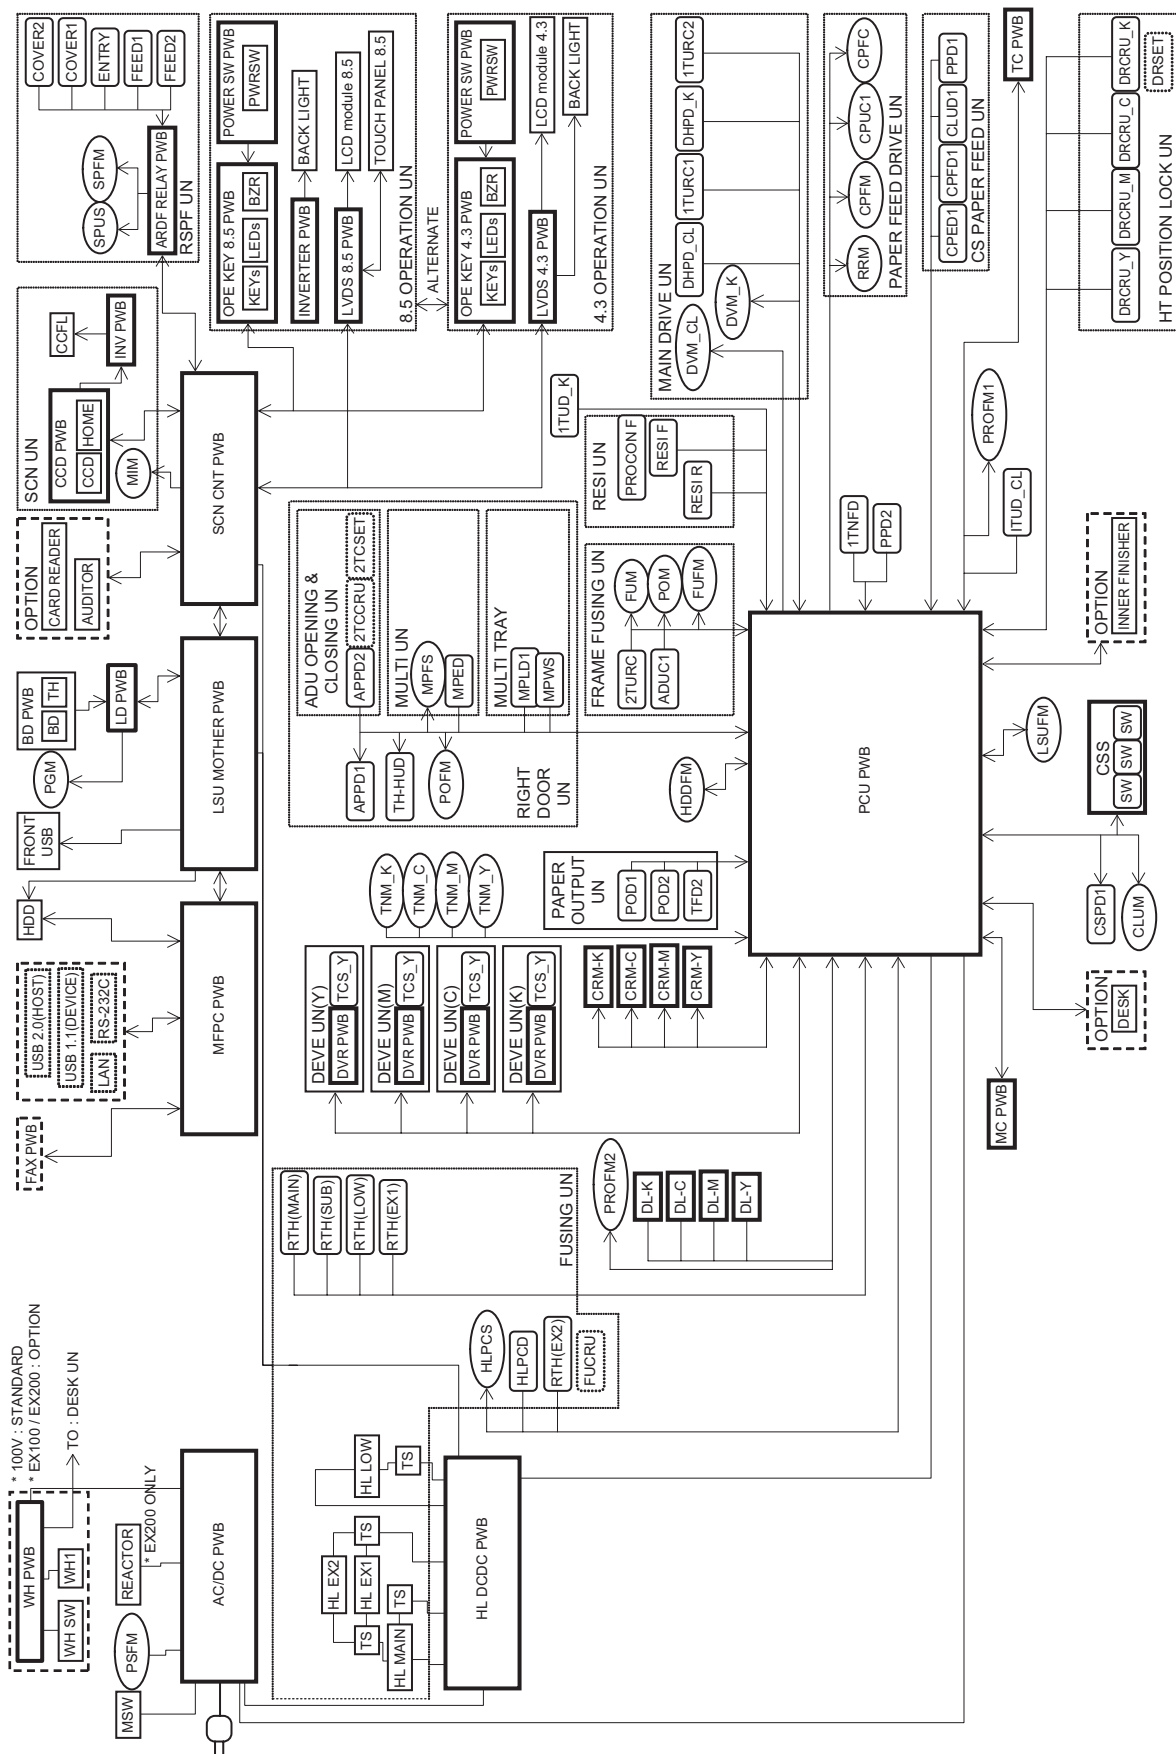 COVER2
COVER1
ENTRY
FEED1
FEED2
SPFM
SPUS
ARDF RELAY PWB
RSPF UN
POWER SW PWB
PWRSW
OPE KEY 8.5 PWB
KEYs
LEDs
BZR
BACK LIGHT
INVERTER PWB
LCD module 8.5
TOUCH PANEL 8.5
LVDS 8.5 PWB
8.5 OPERATION UN
ALTERNATE
POWER SW PWB
PWRSW
OPE KEY 4.3 PWB
KEYs
LEDs
BZR
LCD module 4.3
BACK LIGHT
LVDS 4.3 PWB
4.3 OPERATION UN
MAIN DRIVE UN
1TURC2
DHPD_K
1TURC1
DHPD_CL
DVM_K
DVM_CL
CPFC
CPUC1
CPFM
RRM
PAPER FEED DRIVE UN
PPD1
CLUD1
CPFD1
CPED1
CS PAPER FEED UN
TC PWB
DRCRU_K
DRSET
DRCRU_C
DRCRU_M
DRCRU_Y
HT POSITION LOCK UN
SCN UN
CCFL
INV PWB
CCD PWB
CCD
HOME
MIM
SCN CNT PWB
OPTION
CARD READER
AUDITOR
1TUD_K
RESI UN
PROCON F
RESI F
RESI R
1TNFD
PPD2
PROFM1
ITUD_CL
OPTION
INNER FINISHER
ADU OPENING &
CLOSING UN
APPD2
2TCCRU
2TCSET
MULTI UN
MPFS
MPED
MULTI TRAY
MPLD1
MPWS
APPD1
TH-HUD
POFM
RIGHT
DOOR
UN
FRAME FUSING UN
FUM
POM
FUFM
2TURC
ADUC1
HDDFM
PCU PWB
LSUFM
CSS
SW
SW
SW
SW
CSPD1
CLUM
OPTION
DESK
MC PWB
BD PWB
BD
TH
LD PWB
PGM
LSU MOTHER PWB
FRONT
USB
HDD
MFPC PWB
USB 2.0(HOST)
USB 1.1(DEVICE)
LAN
RS-232C
FAX PWB
TNM_K
TNM_C
TNM_M
TNM_Y
PAPER
OUTPUT
UN
POD1
POD2
TFD2
DEVE UN(Y)
DVR PWB
TCS_Y
DEVE UN(M)
DVR PWB
TCS_Y
DEVE UN(C)
DVR PWB
TCS_Y
DEVE UN(K)
DVR PWB
TCS_Y
CRM-K
CRM-C
CRM-M
CRM-Y
RTH(MAIN)
RTH(SUB)
RTH(LOW)
RTH(EX1)
FUSING UN
PROFM2
DL-K
DL-C
DL-M
DL-Y
HLPCS
HLPCD
RTH(EX2)
FUCRU
* 100V : STANDARD
* EX100 / EX200 : OPTION
TO : DESK UN
WH PWB
WH SW
WH1
REACTOR
* EX200 ONLY
PSFM
MSW
AC/DC PWB
HL LOW
TS
HL EX2
HL EX1
TS
TS
TS
HL MAIN
HL DCDC PWB